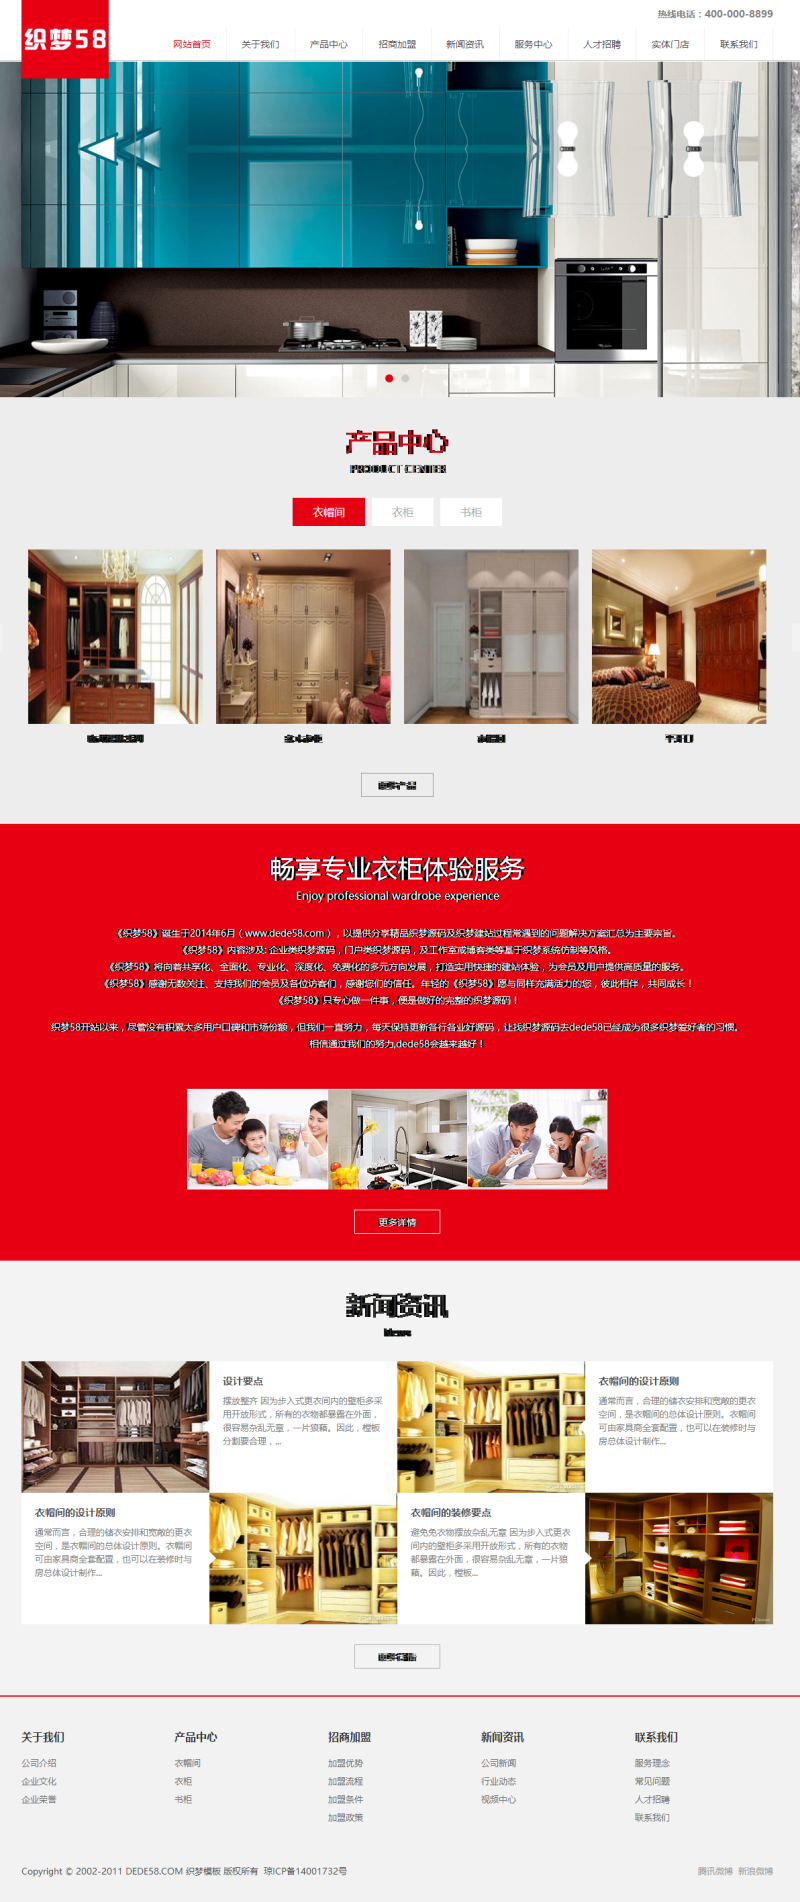 热线电话：400-000-8899
织梦58
网站首页 关于我们 产品中心 招商加盟 新闻资讯 服务中心 人才招聘 实体门店 联系我们
产品中心
PRODUCT CENTER
衣帽间 衣柜 书柜
更多产品
畅享专业衣柜体验服务
Enjoy professional wardrobe experience
《织梦58》诞生于2014年6月（www.dede58.com），以提供分享精品织梦源码及织梦建站过程常遇到的问题解决方案汇总为主要宗旨。
《织梦58》内容涉及: 企业类织梦源码，门户类织梦源码，及工作室或博客类等基于织梦系统仿制等风格。
《织梦58》将向着共享化、全面化、专业化、深度化、免费化的多元方向发展，打造实用快捷的建站体验，为会员及用户提供高质量的服务。
《织梦58》感谢无数关注、支持我们的会员及各位访客们，感谢您们的信任。年轻的《织梦58》愿与同样充满活力的您，彼此相伴，共同成长！
《织梦58》只专心做一件事，便是做好的完整的织梦源码！
织梦58开站以来，尽管没有积累太多用户口碑和市场份额，但我们一直努力，每天保持更新各行各业好源码，让找织梦源码去dede58已经成为很多织梦爱好者的习惯。
相信通过我们的努力,dede58会越来越好！
更多详情
新闻资讯
News
设计要点
摆放整齐 因为步入式更衣间内的壁柜多采
用开放形式，所有的衣物都暴露在外面，
很容易杂乱无章，一片狼藉。因此，橙板
分割要合理，...
衣帽间的设计原则
通常而言，合理的储衣安排和宽敞的更衣
空间，是衣帽间的总体设计原则。衣帽间
可由家具商全套配置，也可以在装修时与
房总体设计制作...
衣帽间的设计原则
通常而言，合理的储衣安排和宽敞的更衣
空间，是衣帽间的总体设计原则。衣帽间
可由家具商全套配置，也可以在装修时与
房总体设计制作...
衣帽间的装修要点
避免免衣物摆放杂乱无章 因为步入式更衣
间内的壁柜多采用开放形式，所有的衣物
都暴露在外面，很容易杂乱无章，一片狼
藉。因此，橙板...
关于我们 产品中心 招商加盟 新闻资讯 联系我们
公司介绍 衣帽间 加盟优势 公司新闻 服务理念
企业文化 衣柜 加盟流程 行业动态 常见问题
企业荣誉 书柜 加盟条件 视频中心 人才招聘
加盟政策 联系我们
Copyright © 2002-2011 DEDE58.COM 织梦模板 版权所有 琼ICP备14001732号
腾讯微博 新浪微博